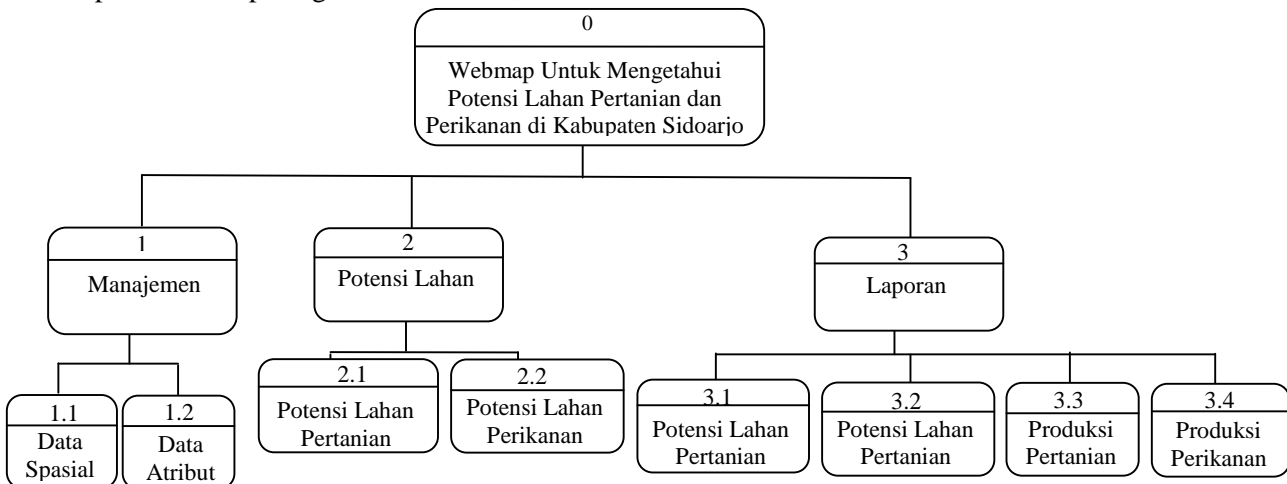 0
Webmap Untuk Mengetahui
Potensi Lahan Pertanian dan
Perikanan di Kabupaten Sidoarjo
1
Manajemen
2
Potensi Lahan
3
Laporan
1.1
Data
Spasial
1.2
Data
Atribut
2.1
Potensi Lahan
Pertanian
2.2
Potensi Lahan
Perikanan
3.1
Potensi Lahan
Pertanian
3.2
Potensi Lahan
Pertanian
3.3
Produksi
Pertanian
3.4
Produksi
Perikanan